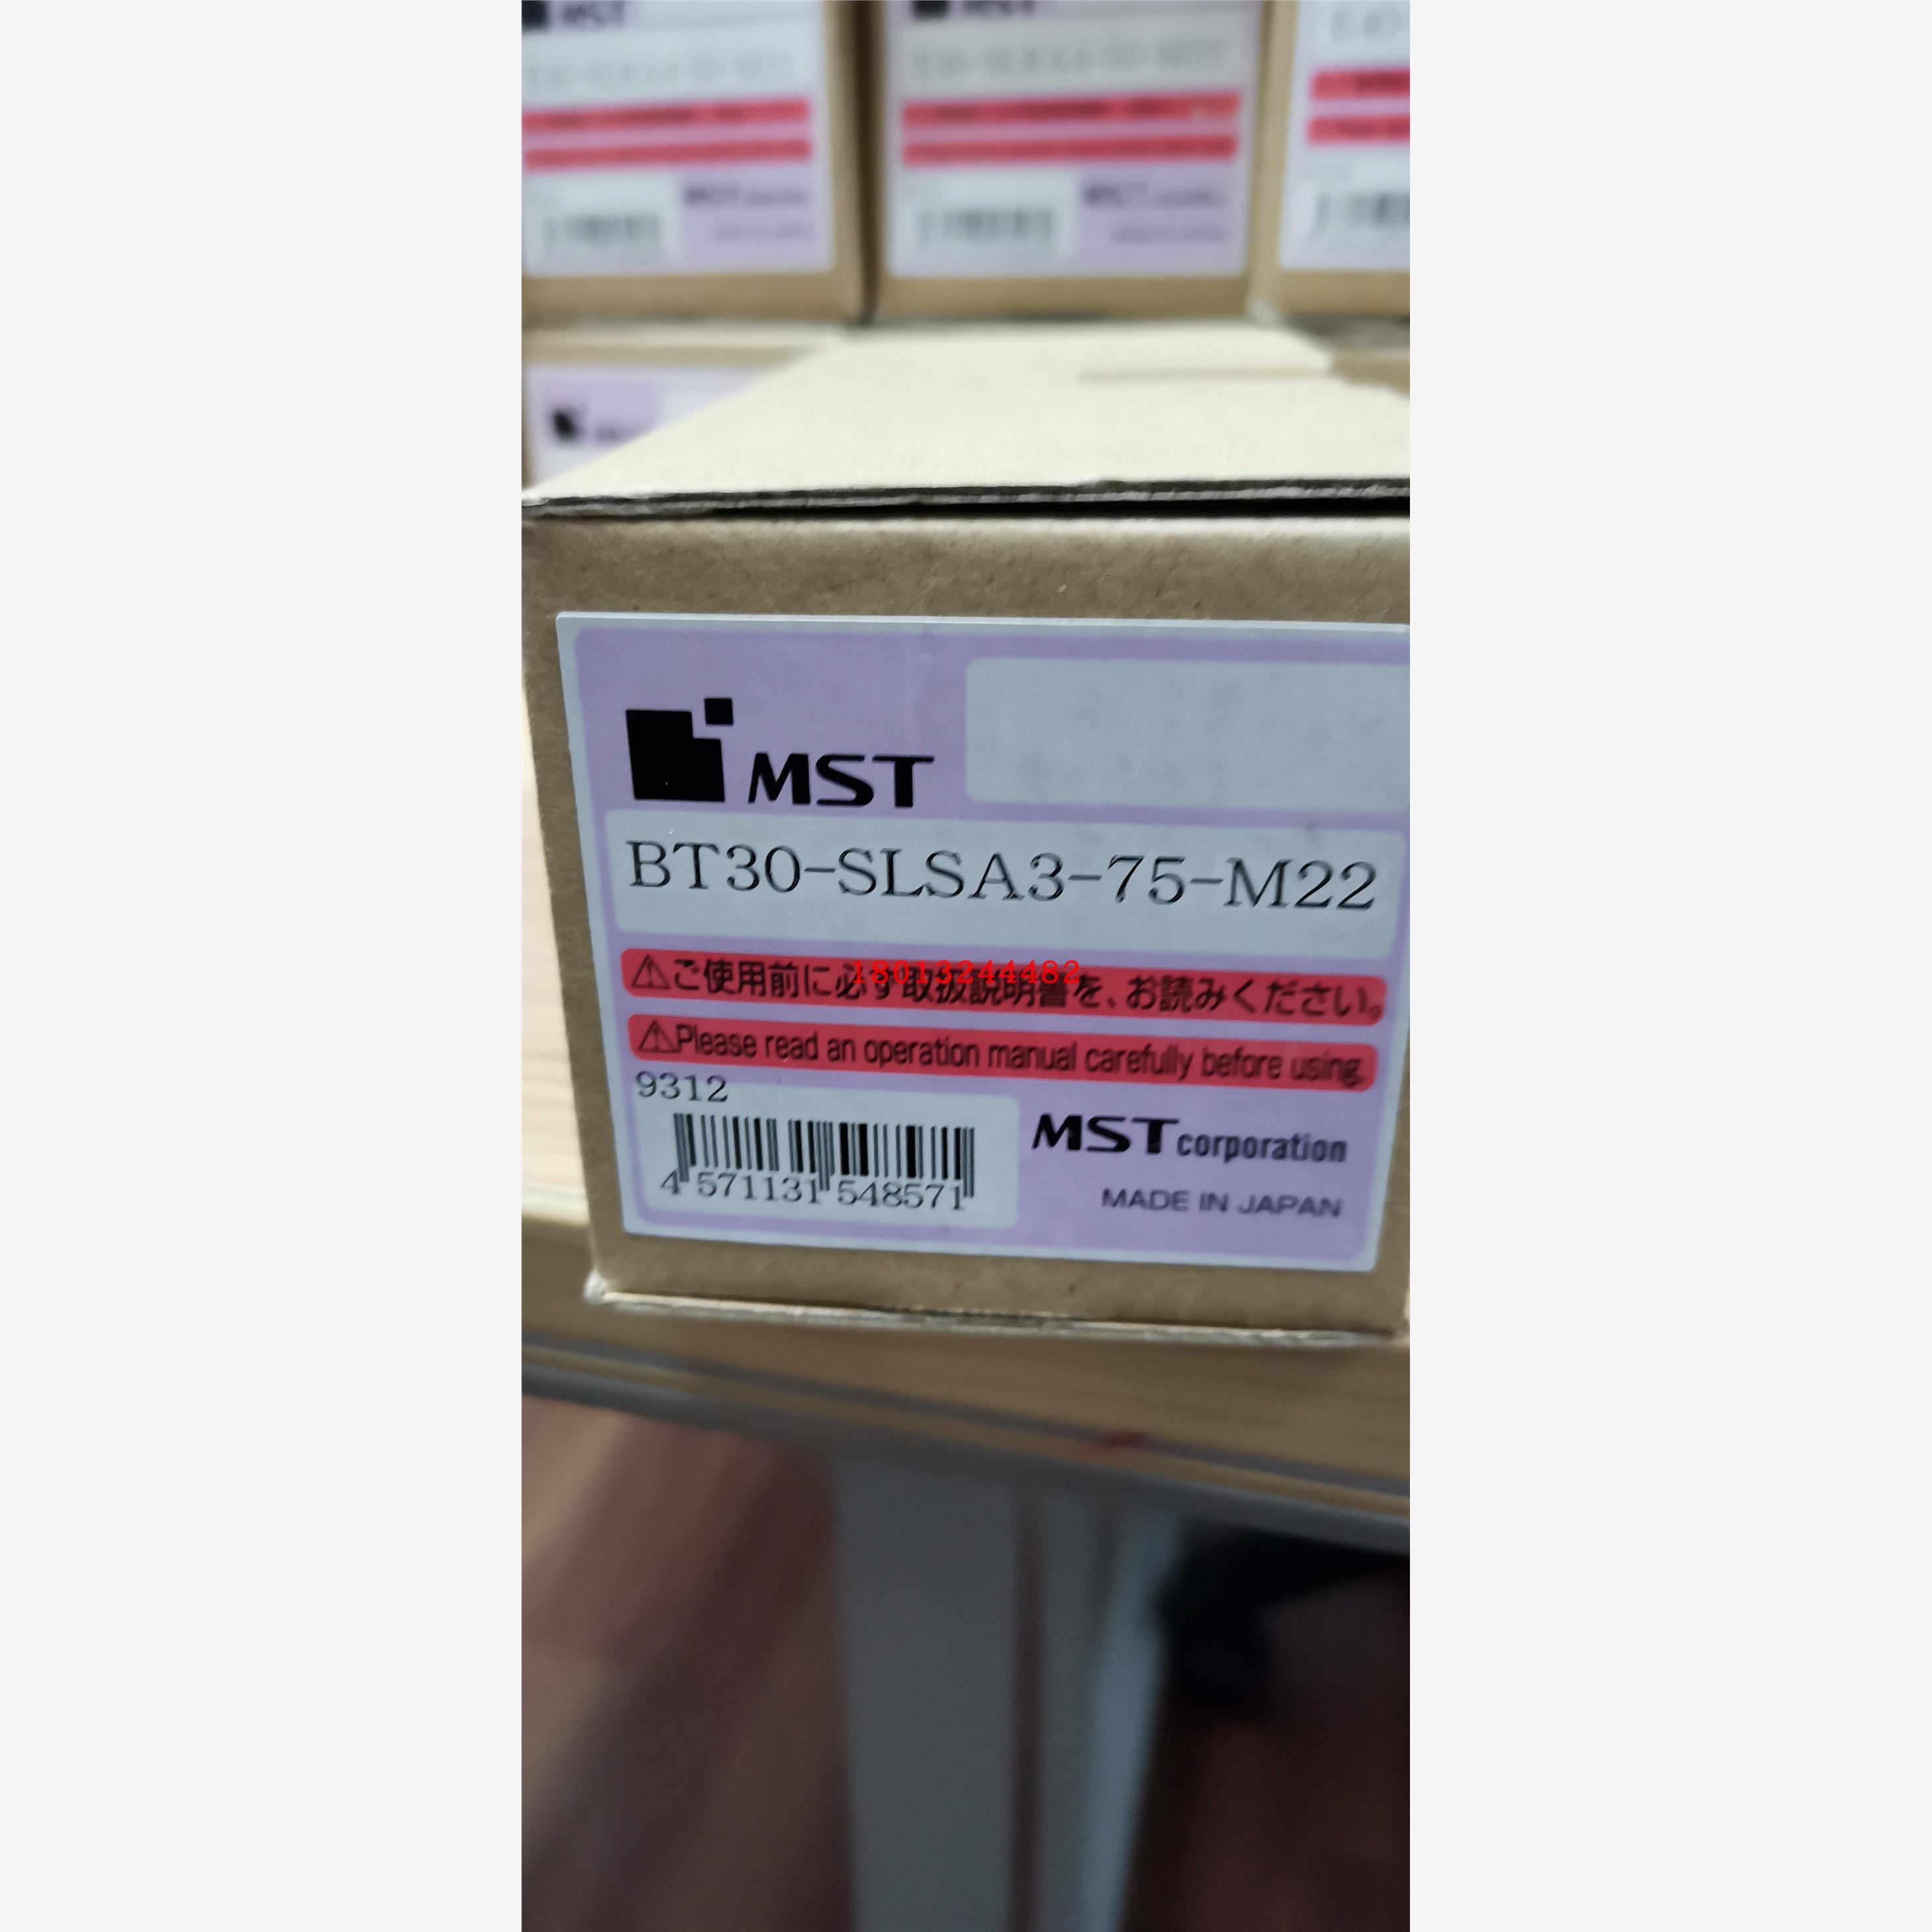 MST
BT30-SLSA3-75-M22
⚠ご使用前に必ず取扱説明書を、お読みください。
18013244482
⚠Please read an operation manual carefully before using.
9312
4 571131 548571
MST corporation
MADE IN JAPAN